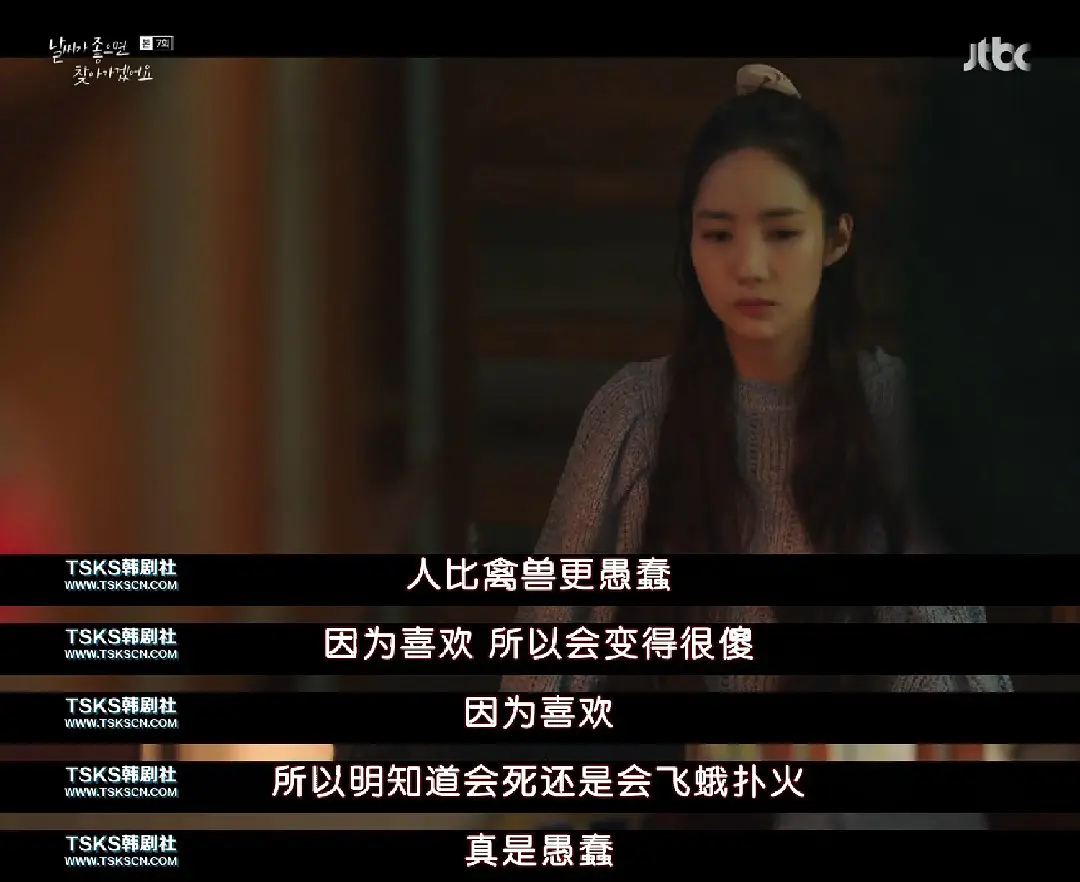 날씨가 좋으면 본 7회
찾아가겠어요
jtbc
TSKS韩剧社
WWW.TSKSCN.COM
人比禽兽更愚蠢
TSKS韩剧社
WWW.TSKSCN.COM
因为喜欢 所以会变得很傻
TSKS韩剧社
WWW.TSKSCN.COM
因为喜欢
TSKS韩剧社
WWW.TSKSCN.COM
所以明知道会死还是会飞蛾扑火
TSKS韩剧社
WWW.TSKSCN.COM
真是愚蠢